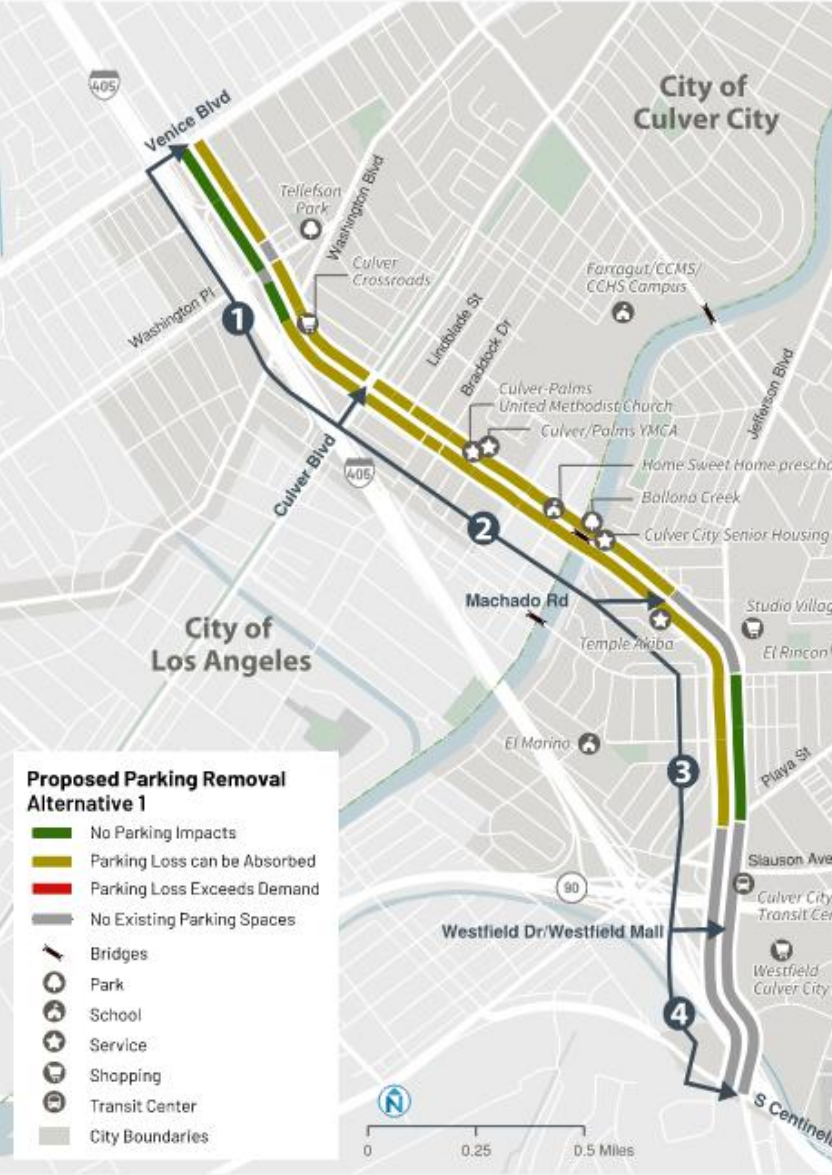 City of
Culver City
405
Venice Blvd
Tellefson
Park
Washington Blvd
Culver
Crossroads
Farragut/CCMS/
CCHS Campus
Washington Pl
1
Lindblade St
Braddock Dr
Jefferson Blvd
Culver-Palms
United Methodist Church
Culver/Palms YMCA
Culver Blvd
405
Home Sweet Home prescho
Ballona Creek
2
Culver City Senior Housing
Machado Rd
Studio Villag
City of
Los Angeles
Temple Akiba
El Rincon
El Marino
3
Playa St
Slauson Ave
90
Culver City
Transit Cen
Westfield Dr/Westfield Mall
Westfield
Culver City
4
S Centinel
Proposed Parking Removal
Alternative 1
No Parking Impacts
Parking Loss can be Absorbed
Parking Loss Exceeds Demand
No Existing Parking Spaces
Bridges
Park
School
Service
Shopping
Transit Center
City Boundaries
N
0 0.25 0.5 Miles